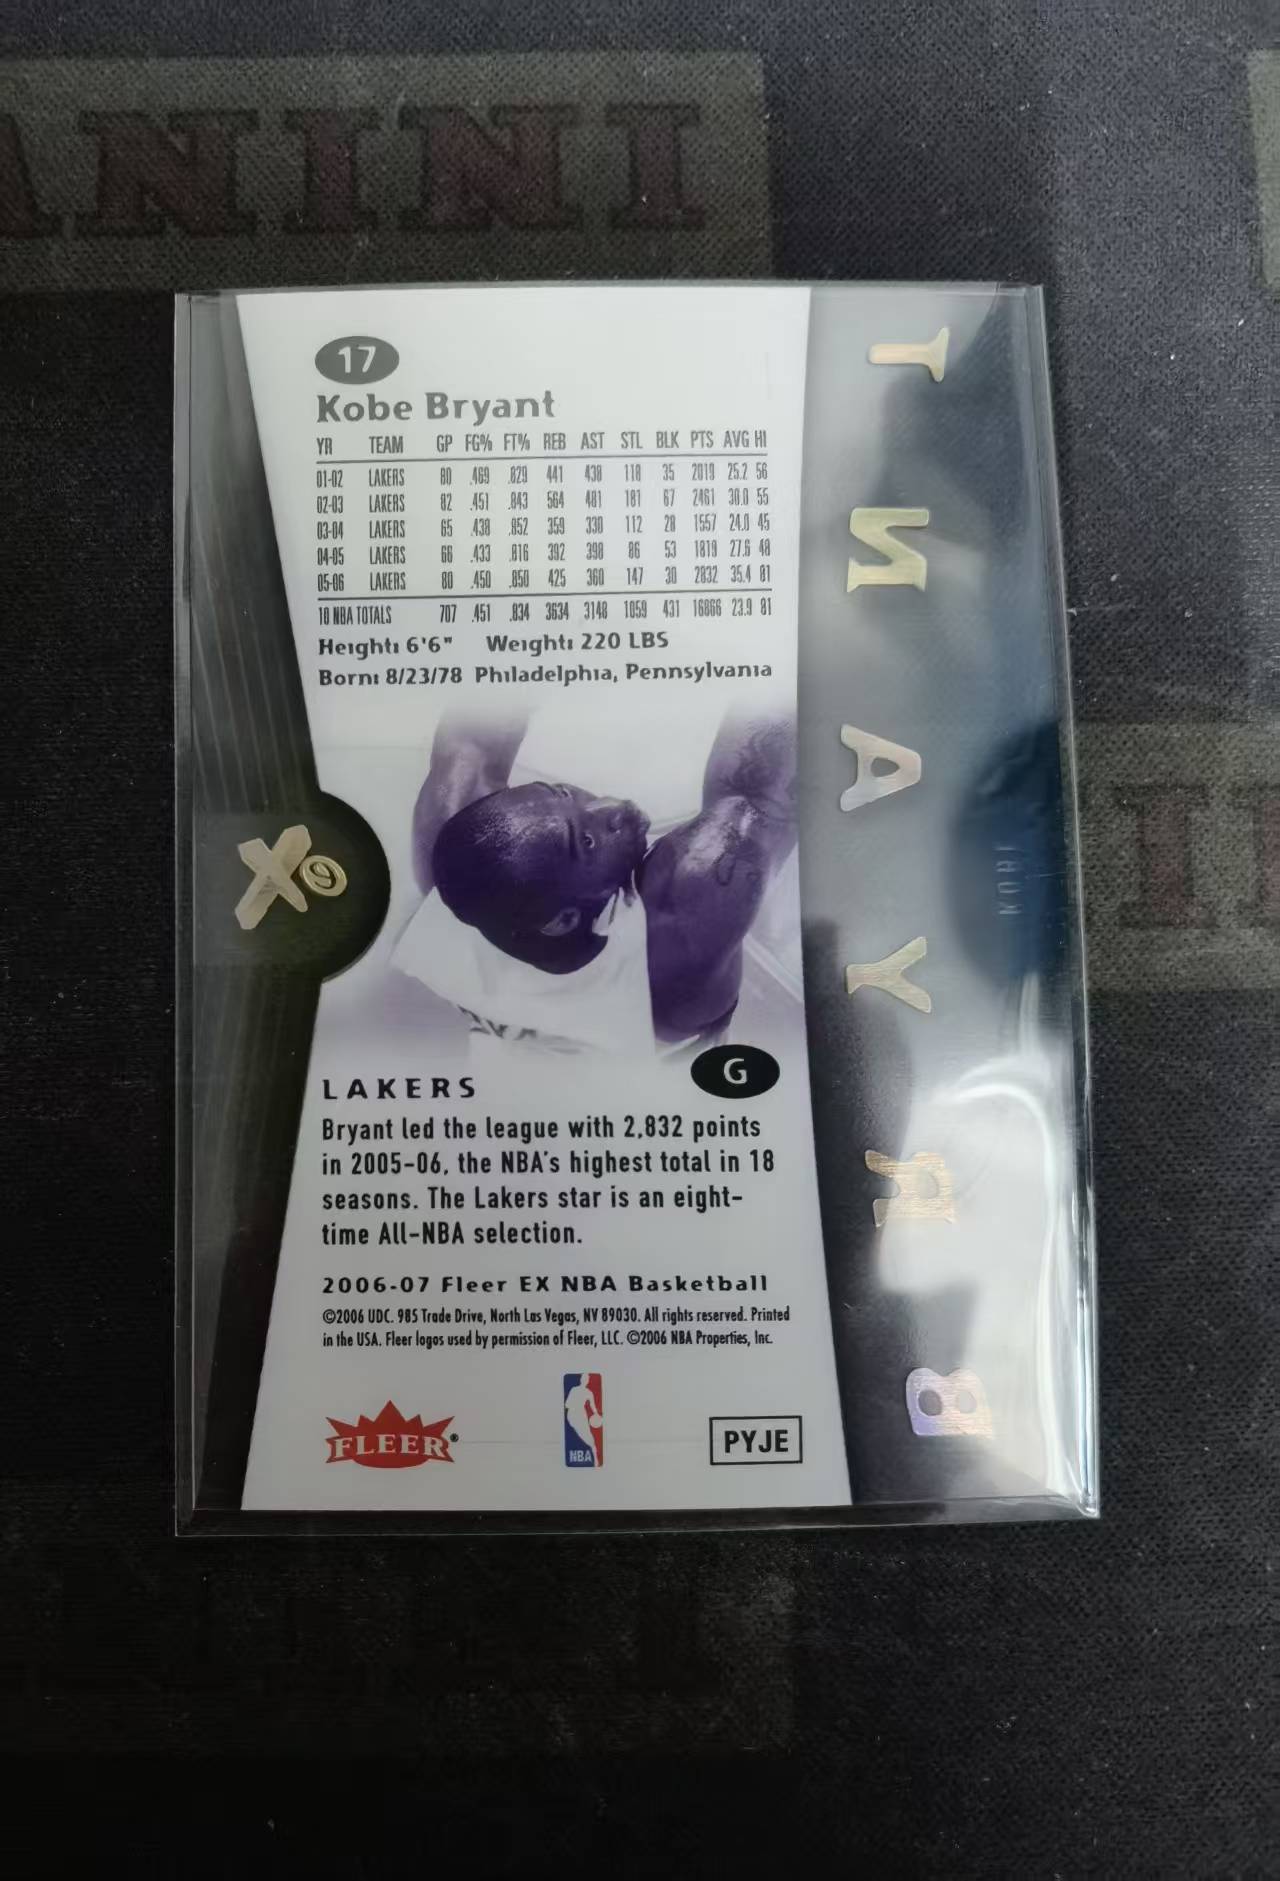 PANINI
17
Kobe Bryant
YR TEAM GP FG% FT% REB AST STL BLK PTS AVG HI
01-02 LAKERS 80 .469 .829 441 438 118 35 2019 25.2 56
02-03 LAKERS 82 .451 .843 564 481 181 67 2461 30.0 55
03-04 LAKERS 65 .438 .852 359 330 112 28 1557 24.0 45
04-05 LAKERS 66 .433 .816 392 398 86 53 1819 27.6 48
05-06 LAKERS 80 .450 .850 425 360 147 30 2832 35.4 81
10 NBA TOTALS 707 .451 .834 3634 3148 1059 431 16866 23.9 81
Height: 6'6" Weight: 220 LBS
Born: 8/23/78 Philadelphia, Pennsylvania
X
BRYANT
KOBE
G
LAKERS
Bryant led the league with 2,832 points
in 2005-06, the NBA's highest total in 18
seasons. The Lakers star is an eight-
time All-NBA selection.
2006-07 Fleer EX NBA Basketball
©2006 UDC. 985 Trade Drive, North Las Vegas, NV 89030. All rights reserved. Printed
in the USA. Fleer logos used by permission of Fleer, LLC. ©2006 NBA Properties, Inc.
FLEER®
NBA
PYJE